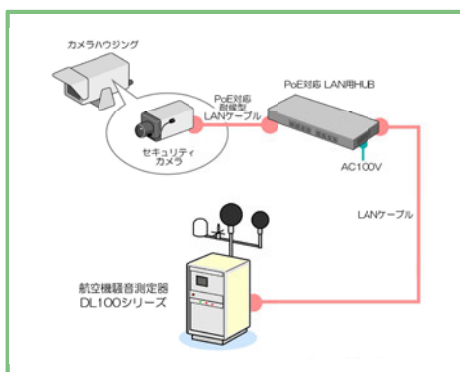 カメラハウジング
PoE対応 LAN用HUB
PoE対応
耐候型
LANケーブル
セキュリティ
カメラ
AC100V
LANケーブル
航空機騒音測定器
DL100シリーズ